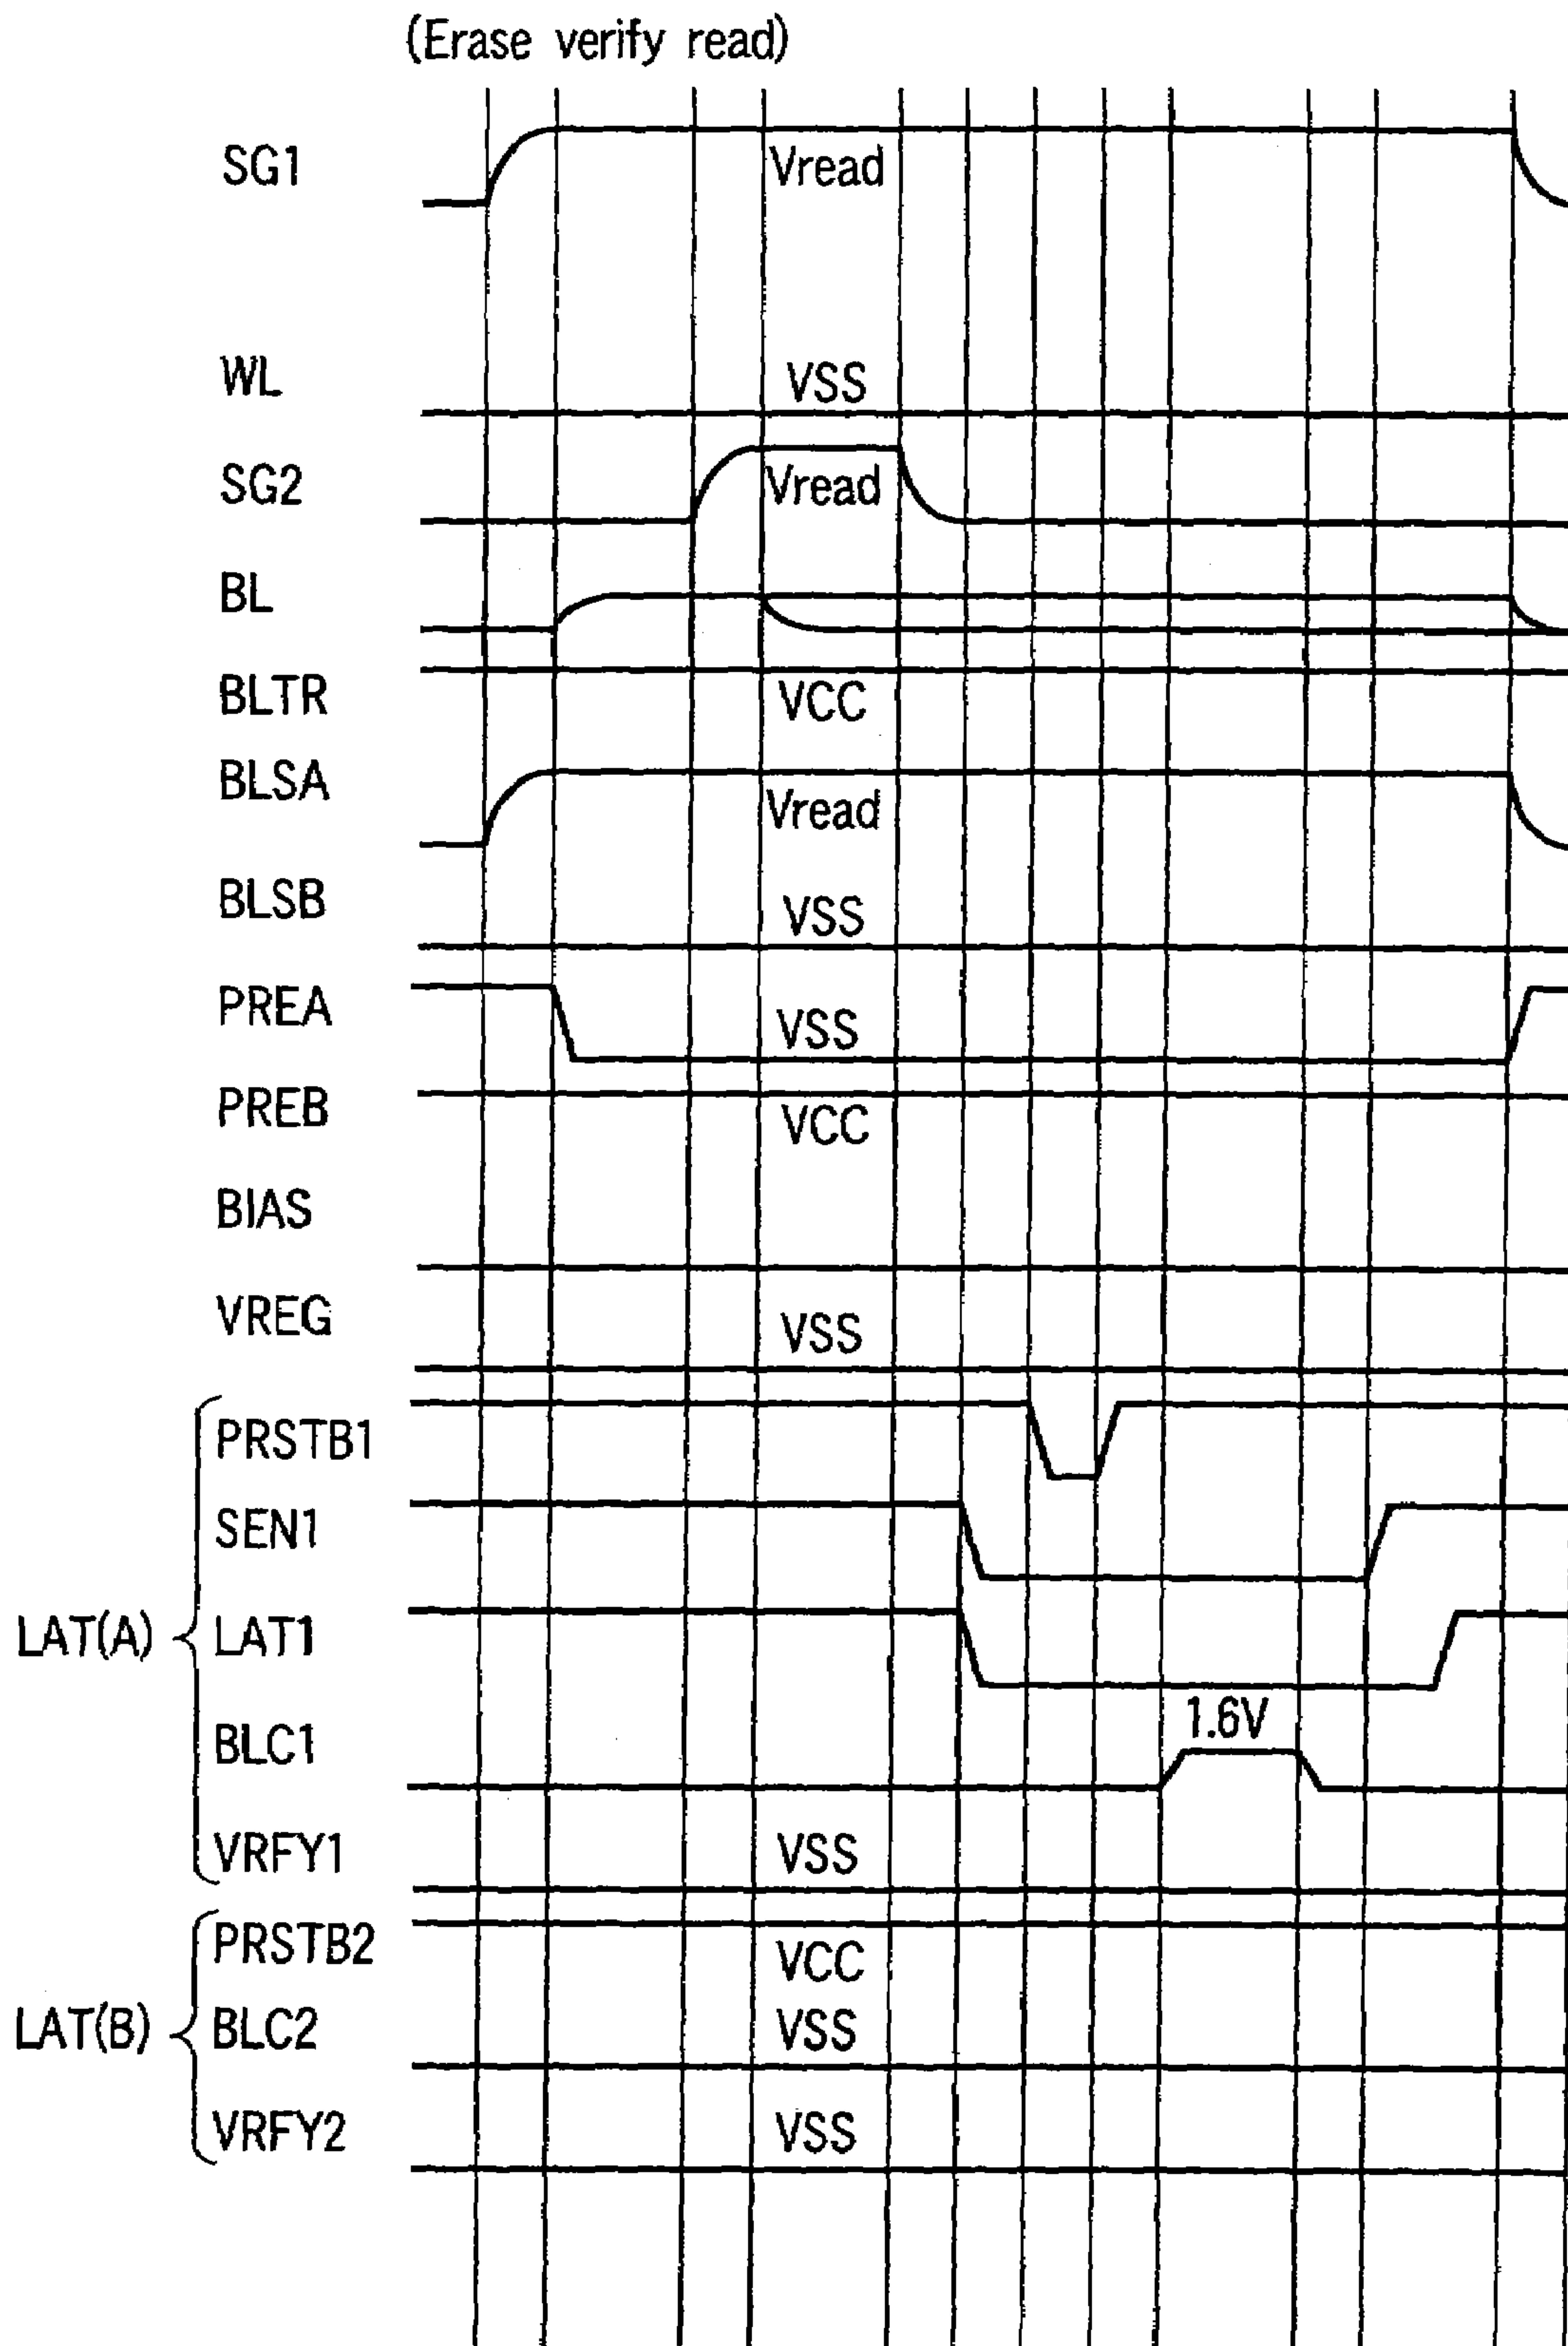 (Erase verify read)
SG1
Vread
WL
VSS
SG2
Vread
BL
BLTR
VCC
BLSA
Vread
BLSB
VSS
PREA
VSS
PREB
VCC
BIAS
VREG
VSS
PRSTB1
SEN1
LAT(A)
LAT1
1.6V
BLC1
VRFY1
VSS
PRSTB2
VCC
LAT(B)
BLC2
VSS
VRFY2
VSS